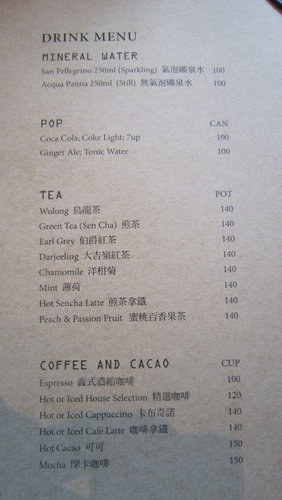 DRINK MENU
MINERAL WATER
San Pellegrino 250ml (Sparkling) 氣泡礦泉水 100
Acqua Panna 250ml (Still) 無氣泡礦泉水 100
POP CAN
Coca Cola Coke Light 7up 100
Ginger Ale Tonic Water 100
TEA POT
Wulong 烏龍茶 140
Green Tea (Sen Cha) 煎茶 140
Earl Grey 伯爵紅茶 140
Darjeeling 大吉嶺紅茶 140
Chamomile 洋柑菊 140
Mint 薄荷 140
Hot Sencha Latte 煎茶拿鐵 140
Peach & Passion Fruit 蜜桃百香果茶 140
COFFEE AND CACAO CUP
Espresso 義式濃縮咖啡 100
Hot or Iced House Selection 精選咖啡 120
Hot or Iced Cappuccino 卡布奇諾 140
Hot or Iced Café Latte 咖啡拿鐵 140
Hot Cacao 可可 150
Mocha 摩卡咖啡 150